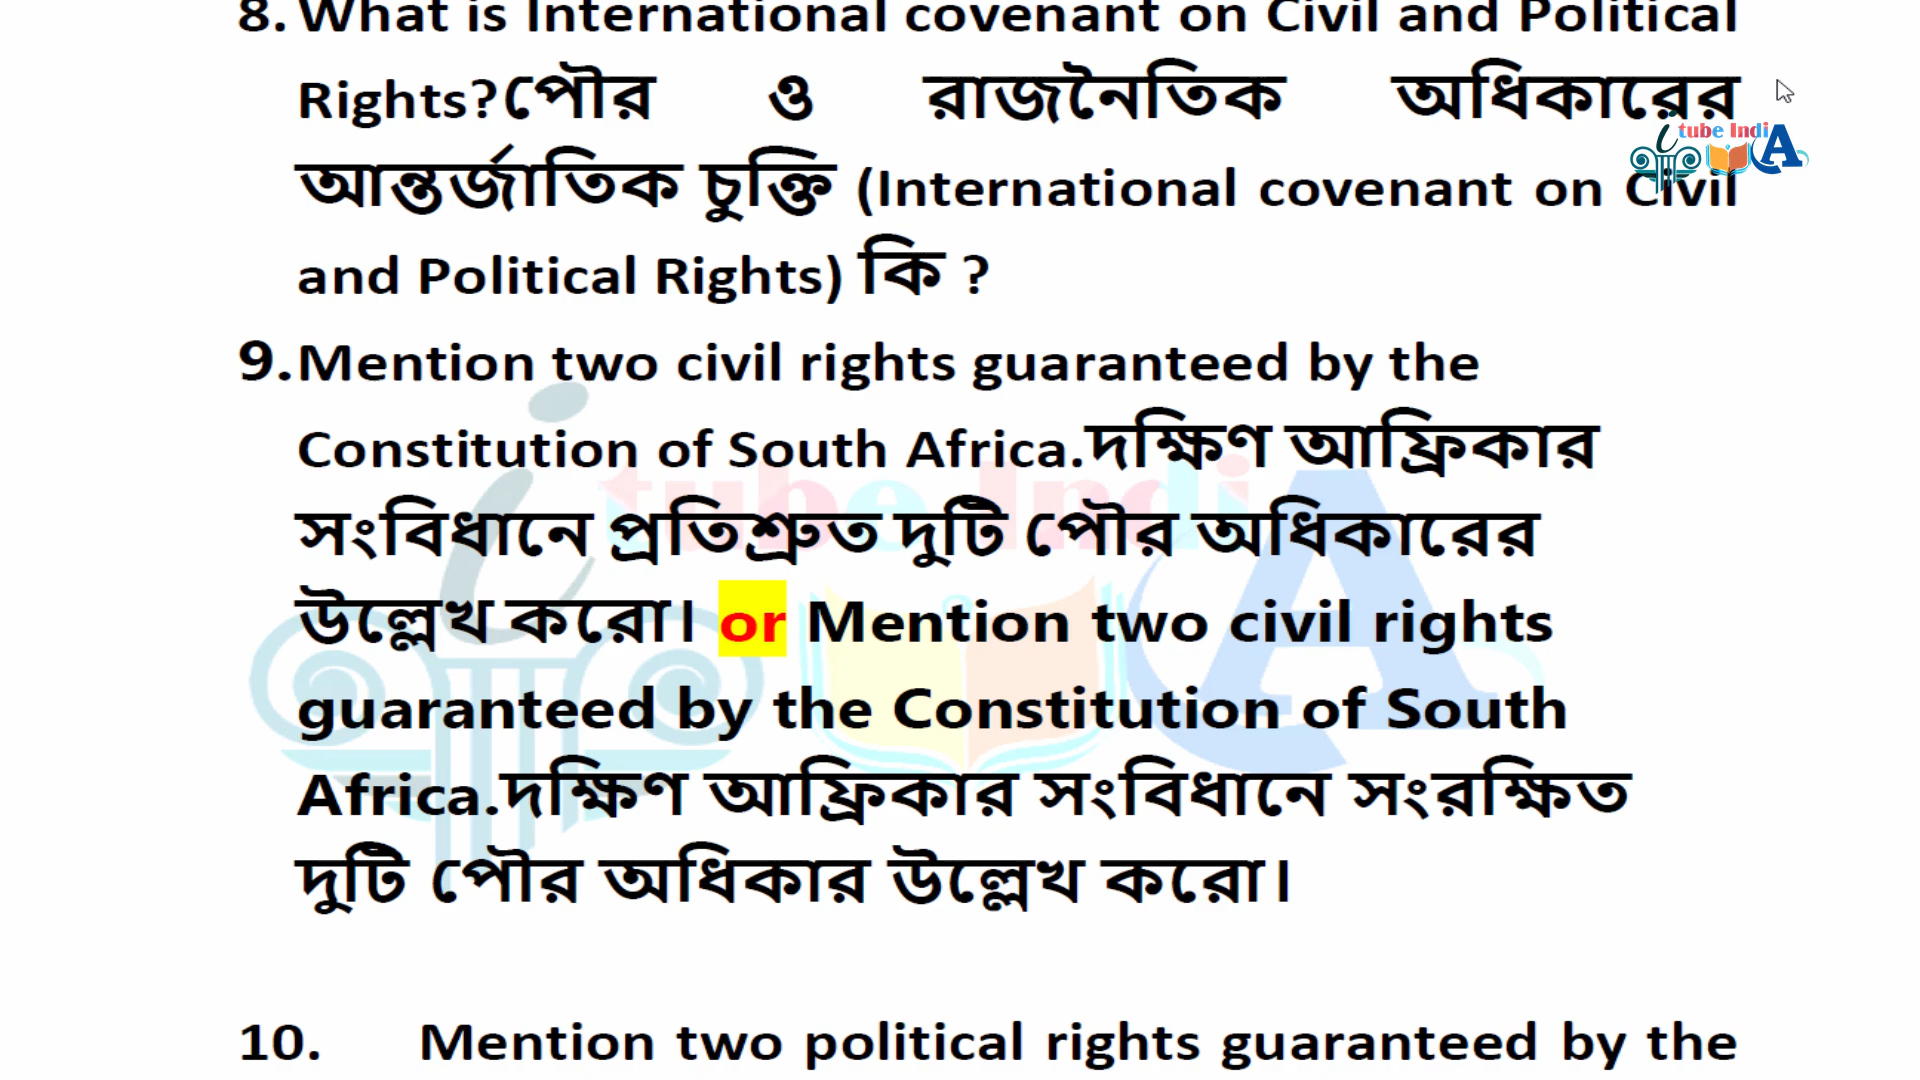 8. What is International covenant on Civil and Political
Rights?পৌর ও রাজনৈতিক অধিকারের
tube IndiA
আন্তর্জাতিক চুক্তি (International covenant on Civil
and Political Rights) কি ?
9. Mention two civil rights guaranteed by the
Constitution of South Africa.দক্ষিণ আফ্রিকার
সংবিধানে প্রতিশ্রুত দুটি পৌর অধিকারের
উল্লেখ করো। or Mention two civil rights
guaranteed by the Constitution of South
Africa.দক্ষিণ আফ্রিকার সংবিধানে সংরক্ষিত
দুটি পৌর অধিকার উল্লেখ করো।
10. Mention two political rights guaranteed by the